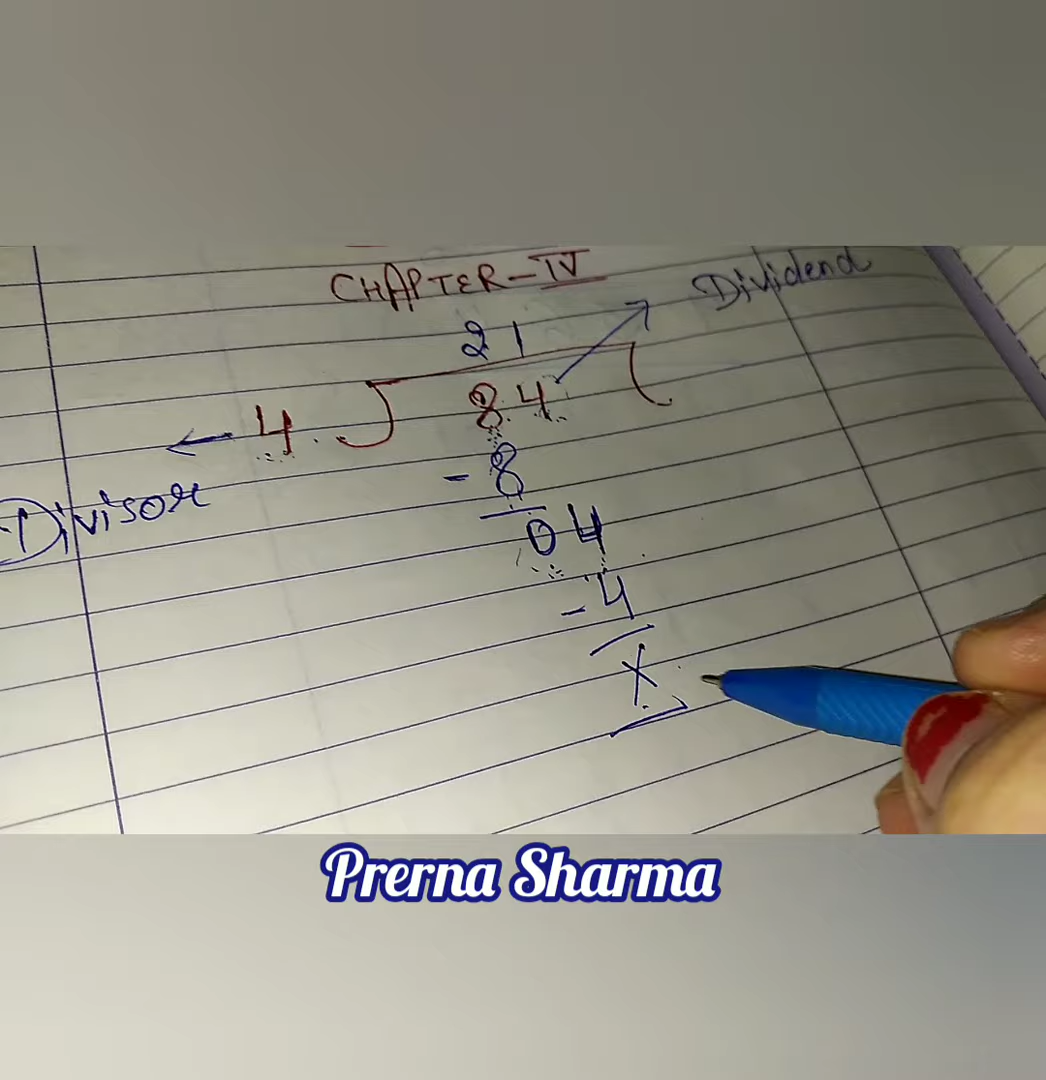 CHAPTER-IV
Dividend
21
4 84
Divisor
-8
04
-4
X
Prerna Sharma